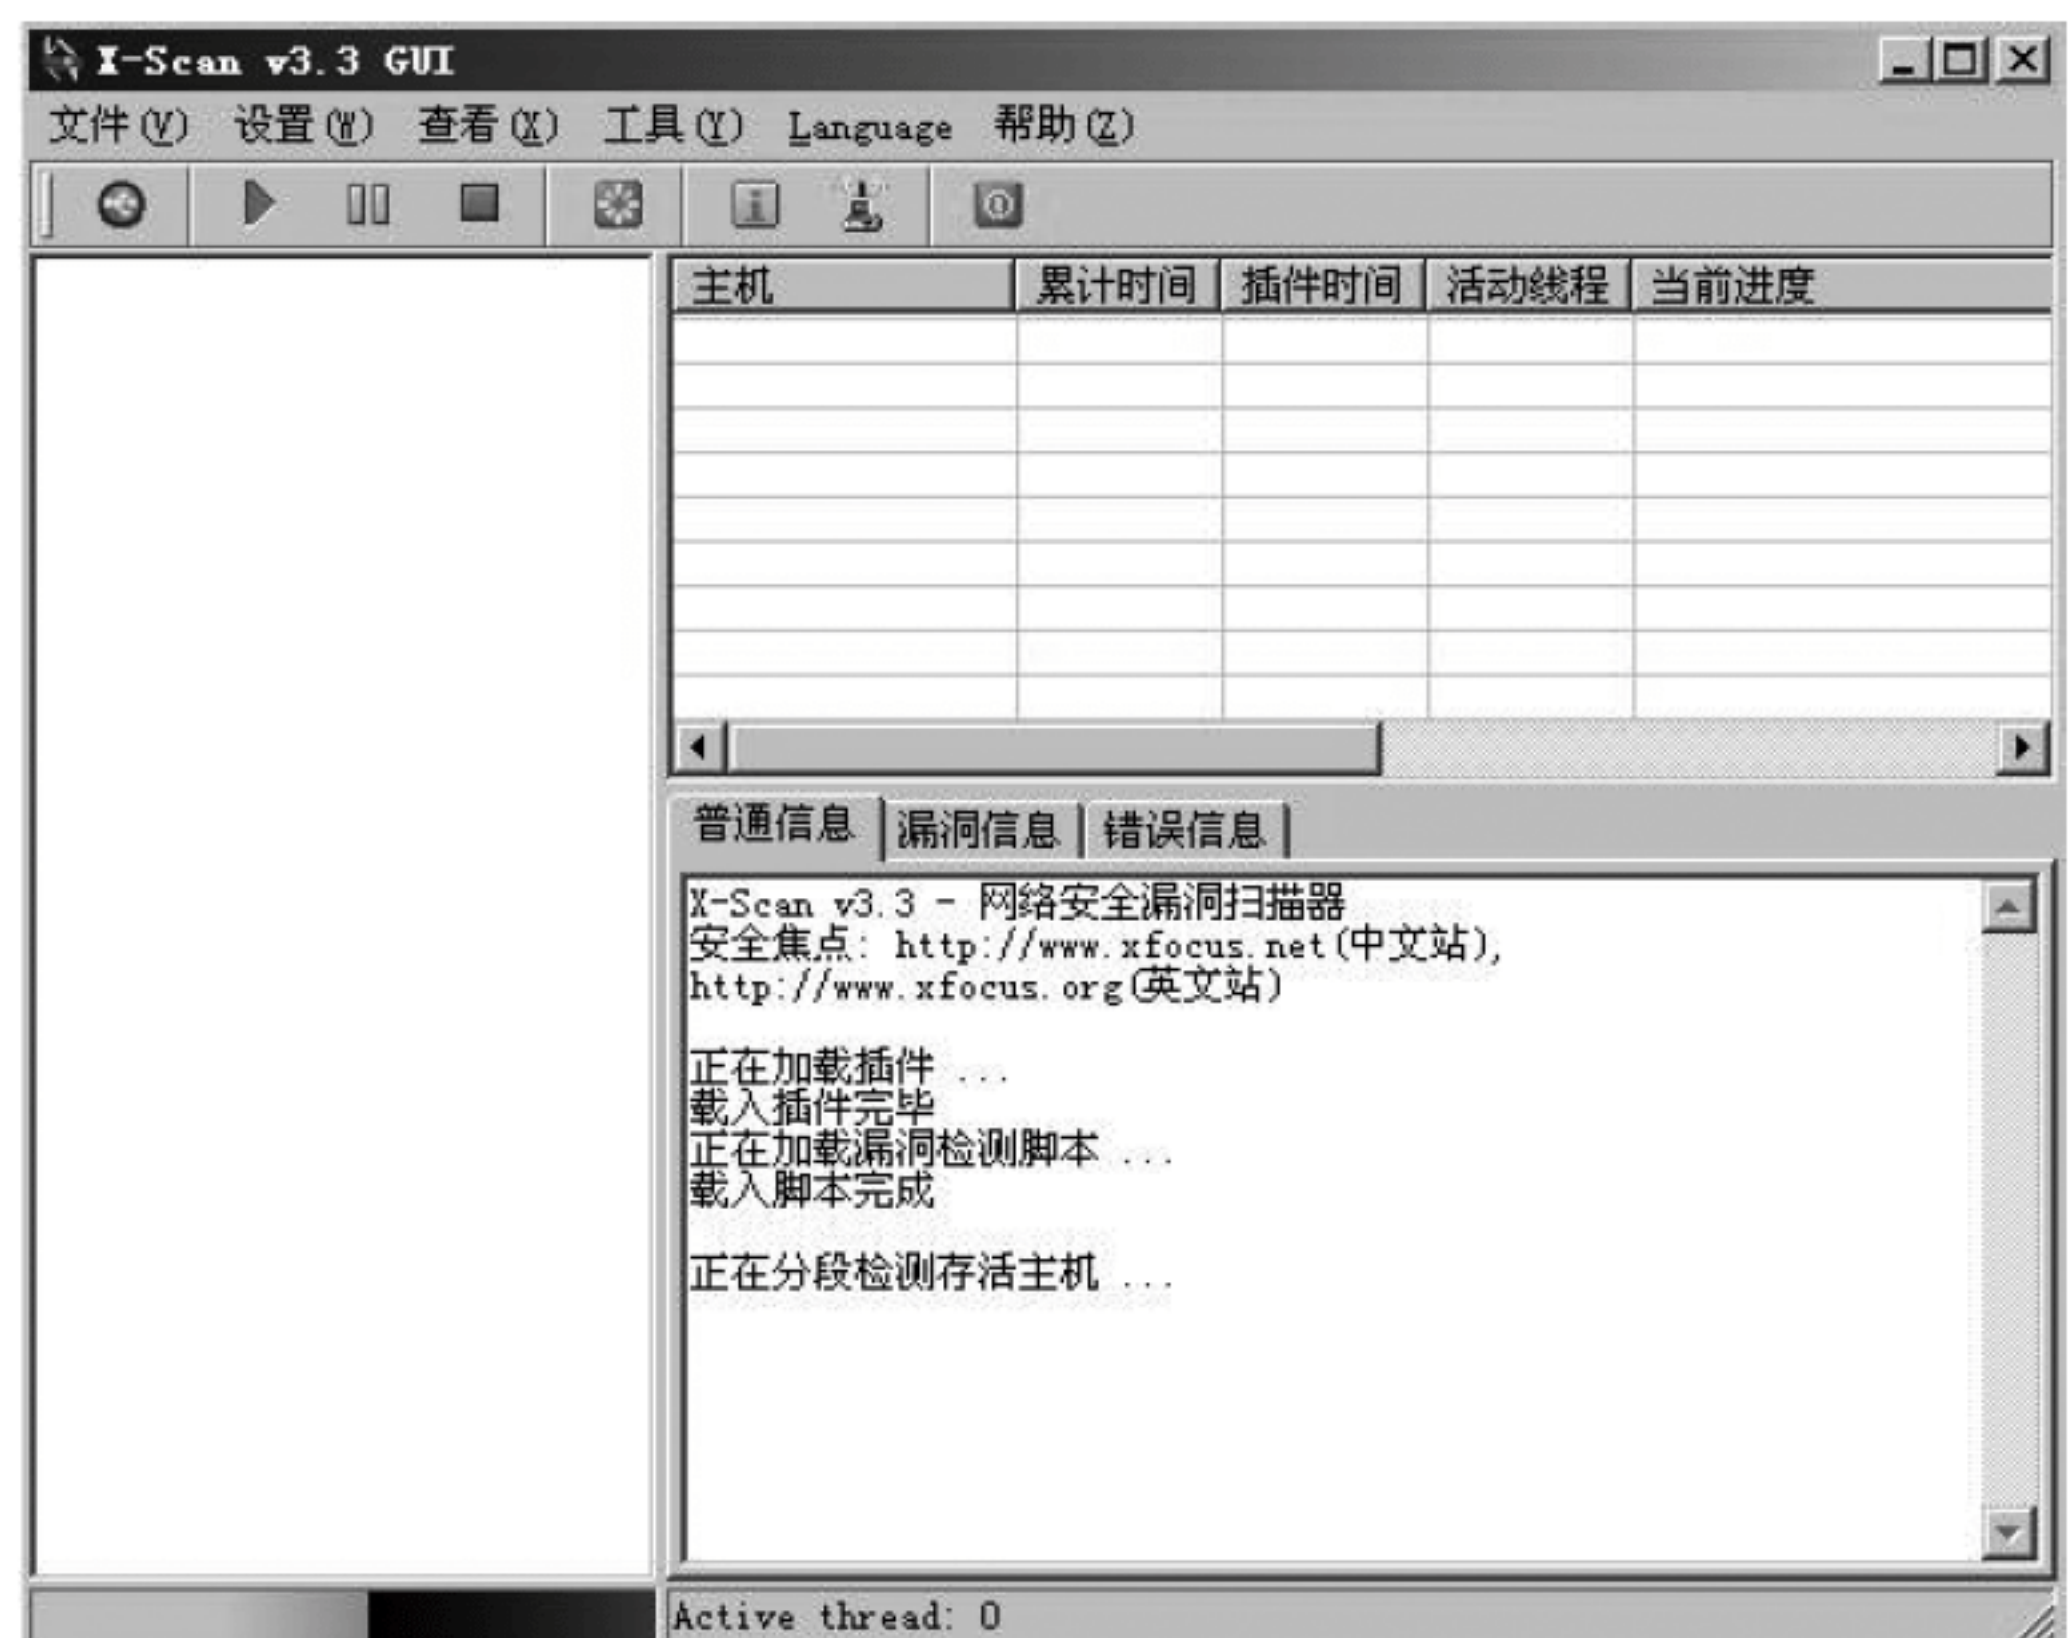 X-Scan v3.3 GUI
文件(V) 设置(W) 查看(X) 工具(Y) Language 帮助(Z)
主机 累计时间 插件时间 活动线程 当前进度
普通信息 漏洞信息 错误信息
X-Scan v3.3 - 网络安全漏洞扫描器
安全焦点: http://www.xfocus.net(中文站),
http://www.xfocus.org(英文站)
正在加载插件 ...
载入插件完毕
正在加载漏洞检测脚本 ...
载入脚本完成
正在分段检测存活主机 ...
Active thread: 0